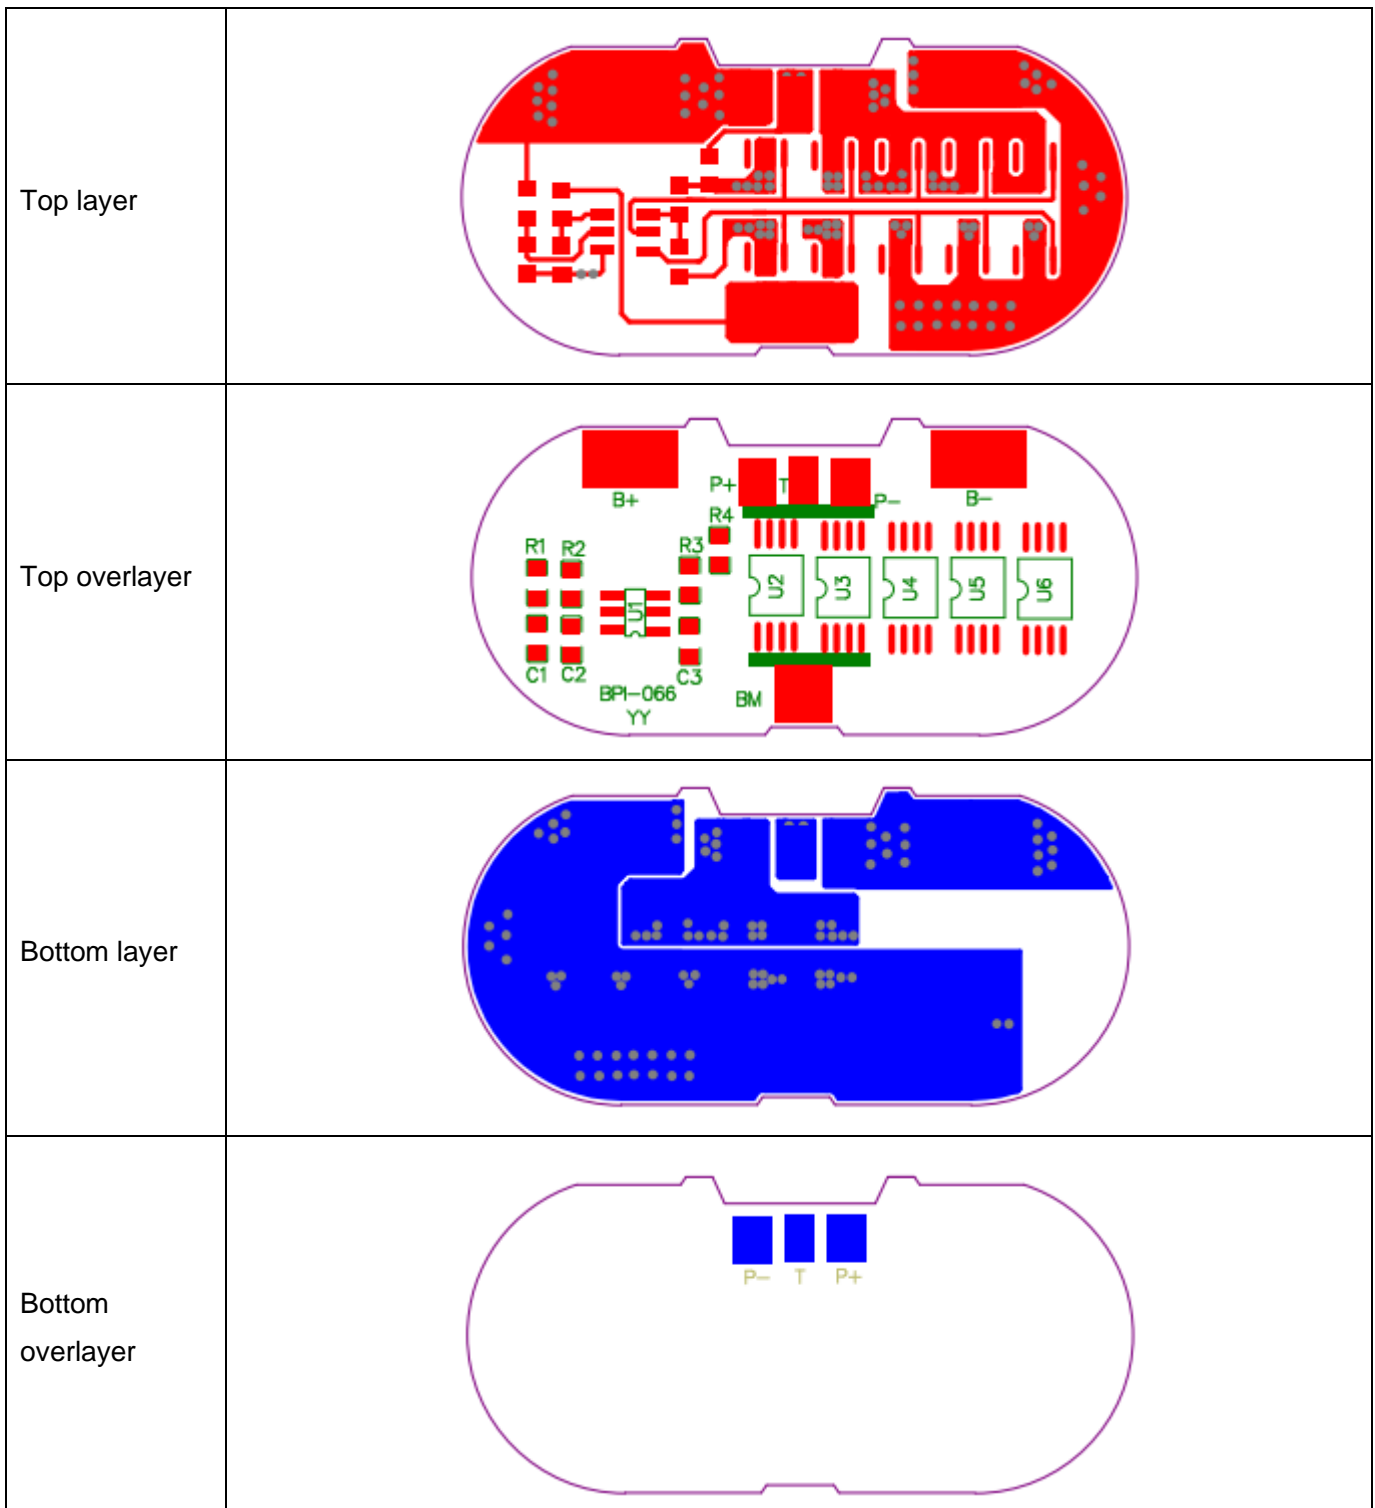 Top layer
Top overlayer
B+
P+
T
P-
B-
R4
R1
R2
R3
U1
U2
U3
U4
U5
U6
C1
C2
C3
BPI-066
YY
BM
Bottom layer
Bottom
overlayer
P-
T
P+